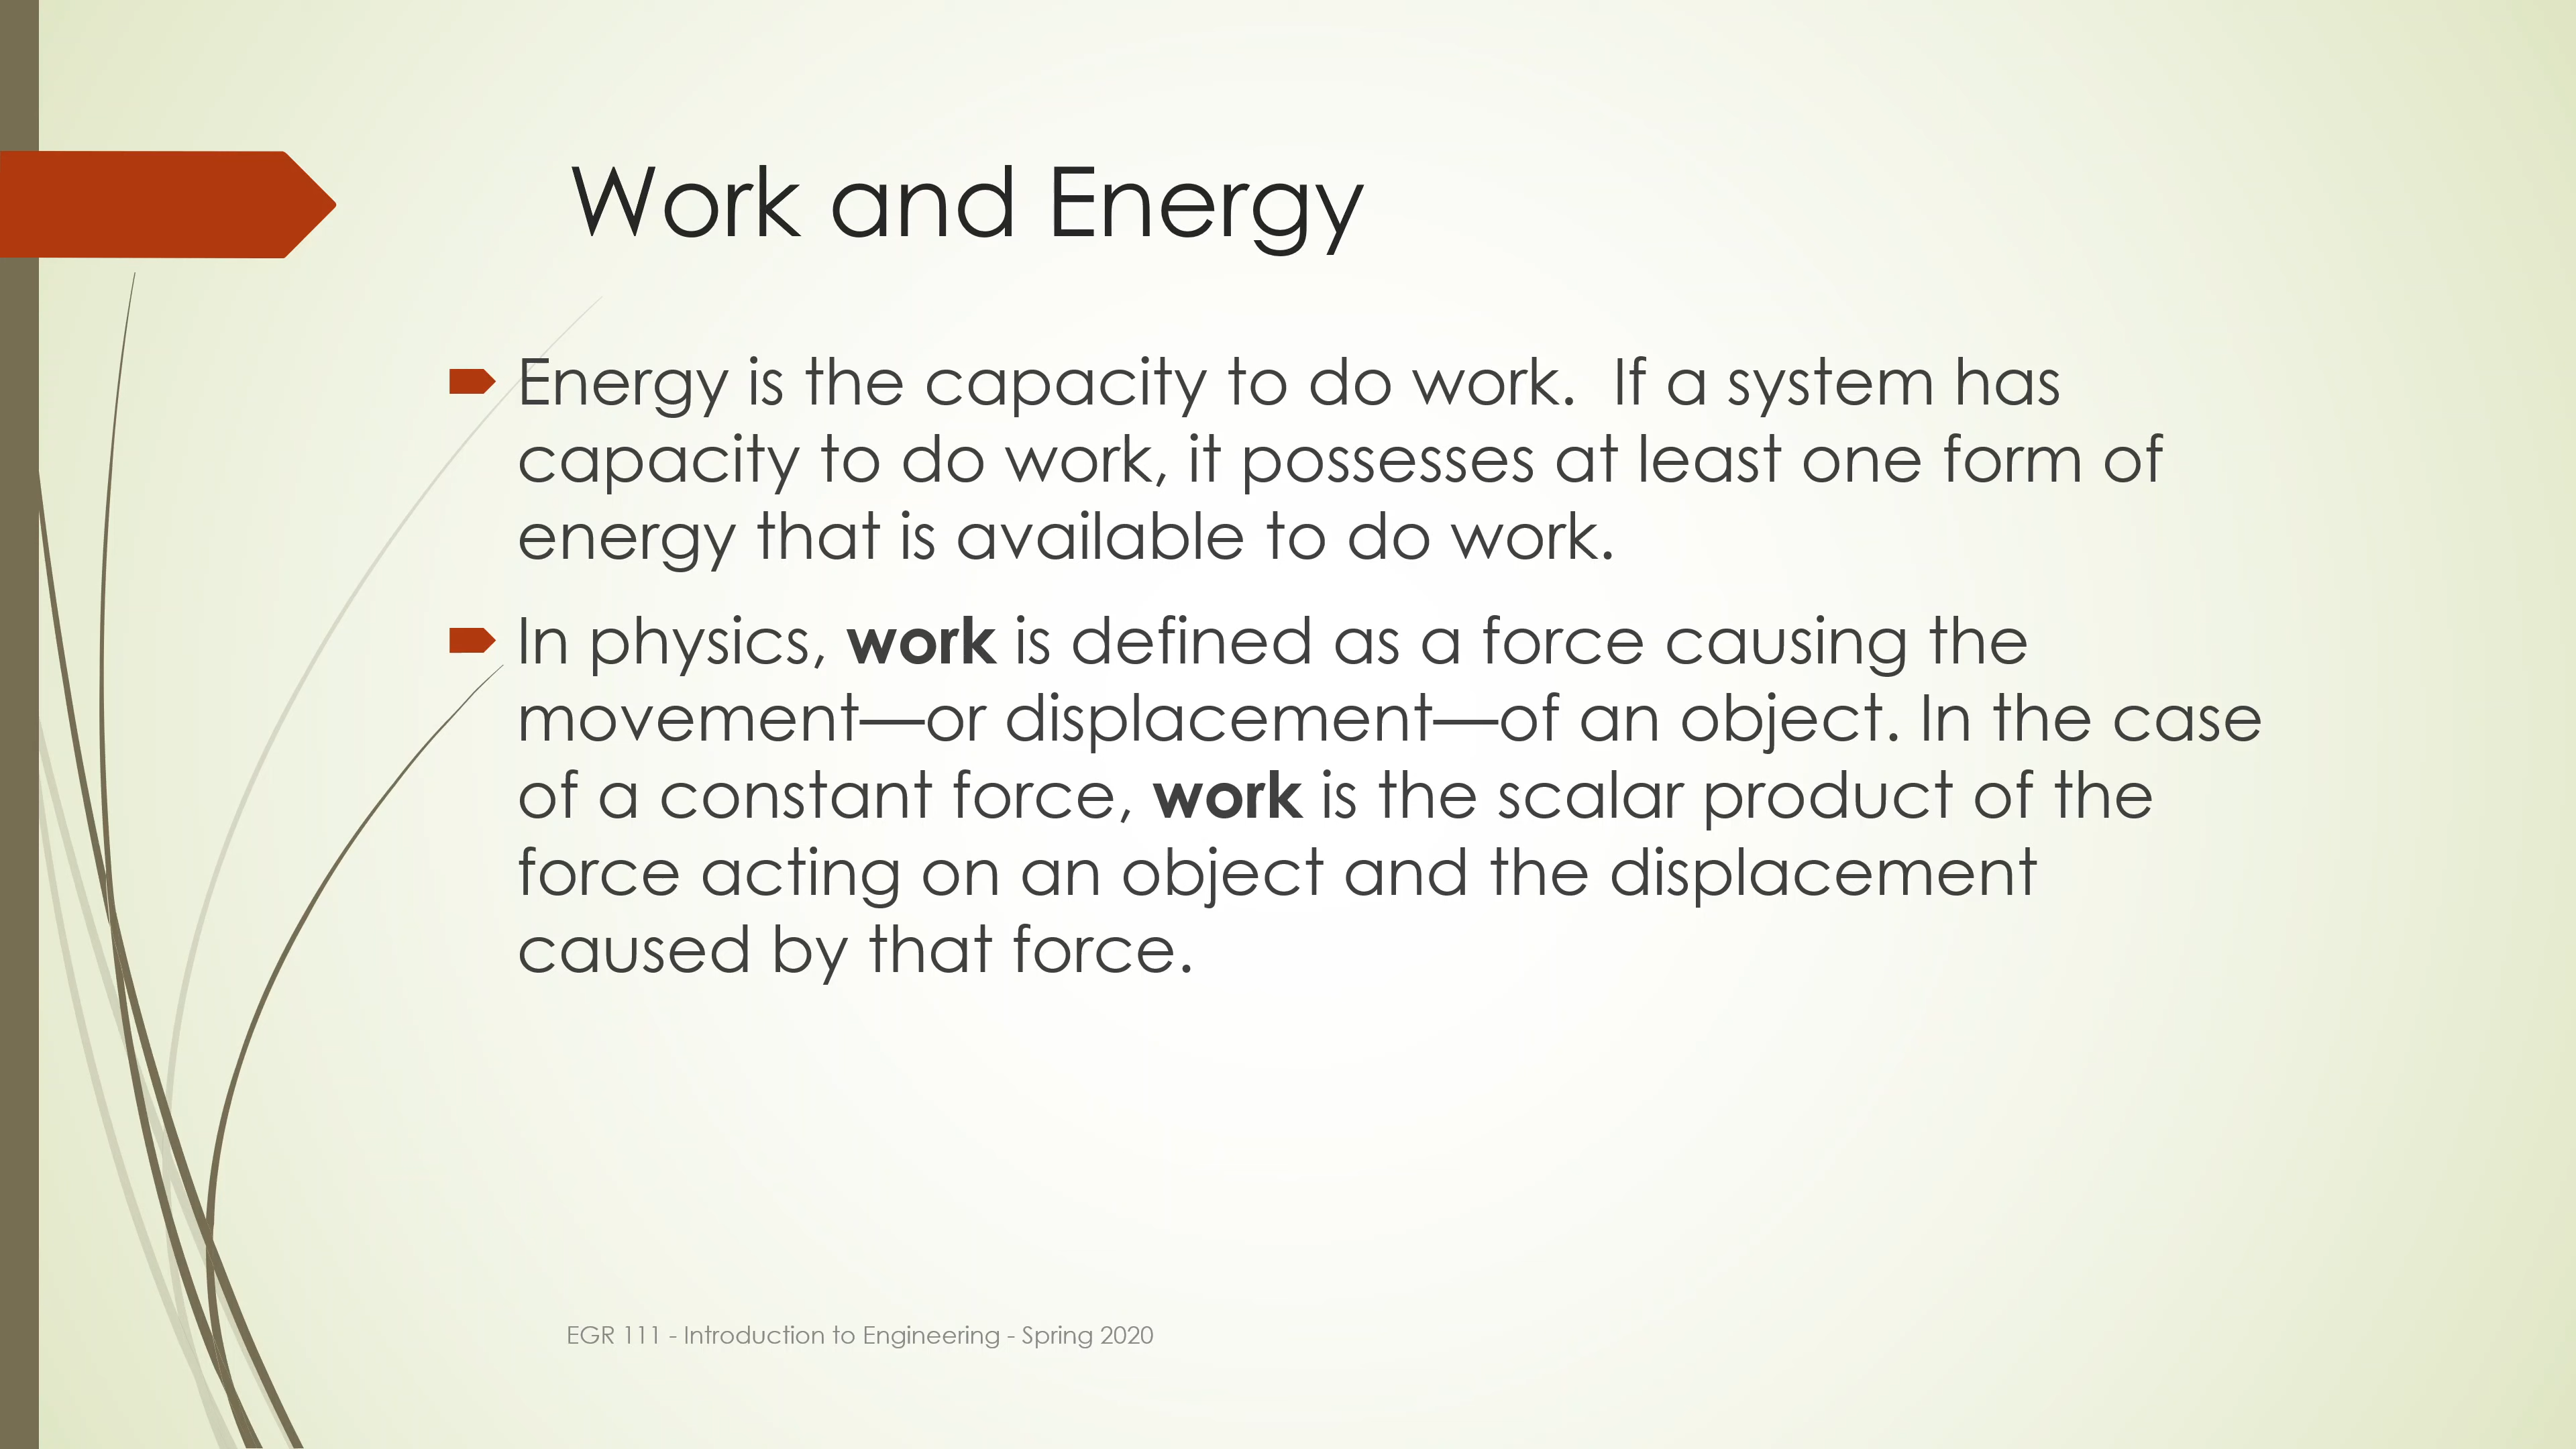 Work and Energy
Energy is the capacity to do work.  If a system has
capacity to do work, it possesses at least one form of
energy that is available to do work.
In physics, work is defined as a force causing the
movement—or displacement—of an object. In the case
of a constant force, work is the scalar product of the
force acting on an object and the displacement
caused by that force.
EGR 111 - Introduction to Engineering - Spring 2020